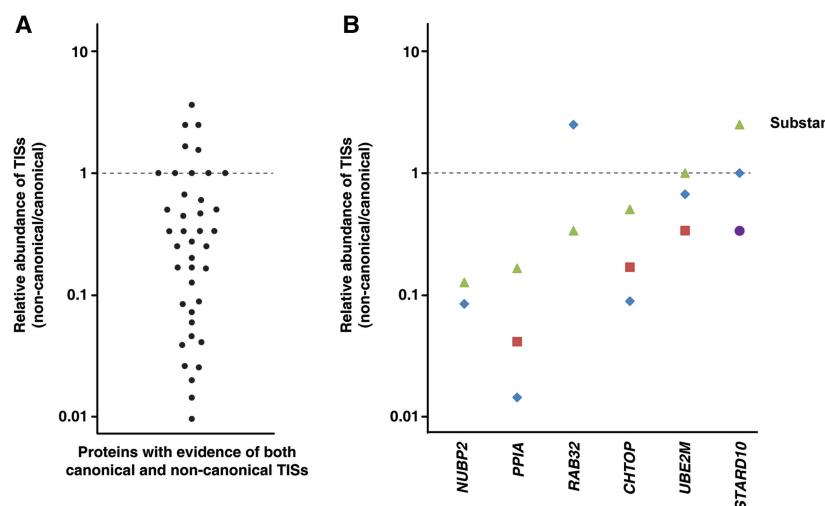 A
Relative abundance of TISs
(non-canonical/canonical)
10
1
0.1
0.01
Proteins with evidence of both
canonical and non-canonical TISs
B
Relative abundance of TISs
(non-canonical/canonical)
10
1
0.1
0.01
NUBP2
PPIA
RAB32
CHTOP
UBE2M
STARD10
Substar